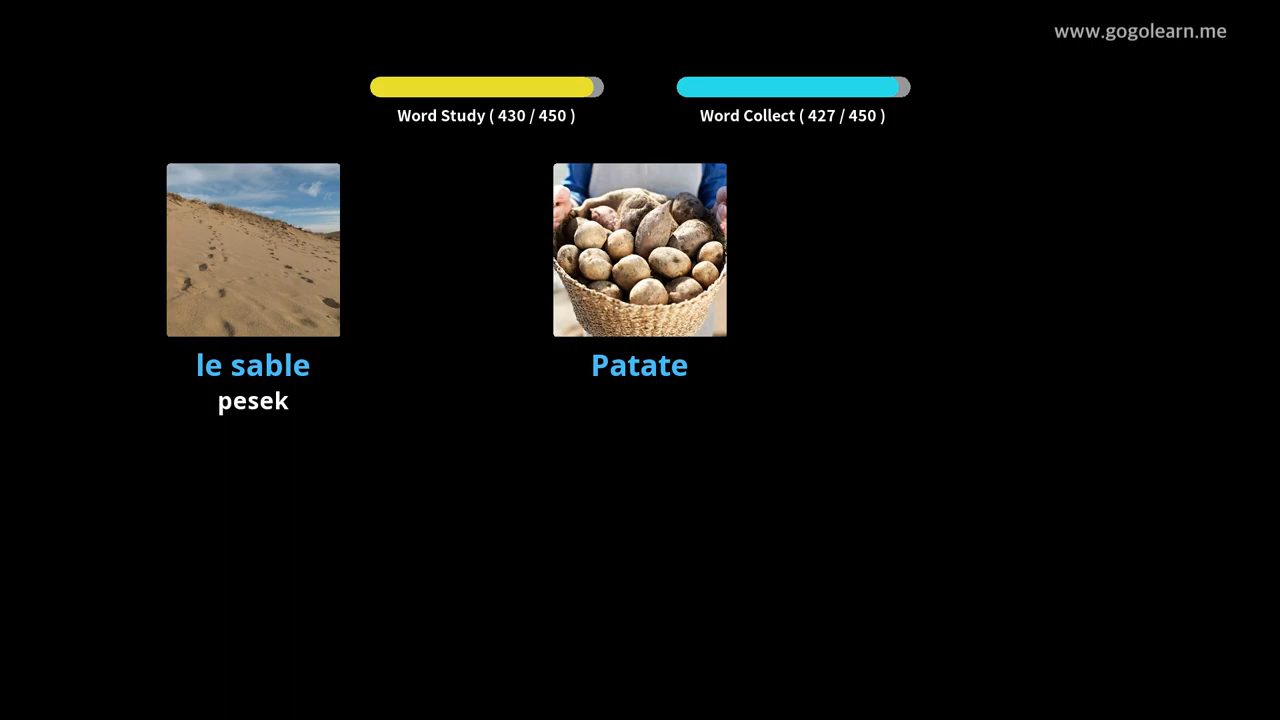 www.gogolearn.me
Word Study ( 430 / 450 )
Word Collect ( 427 / 450 )
le sable
pesek
Patate